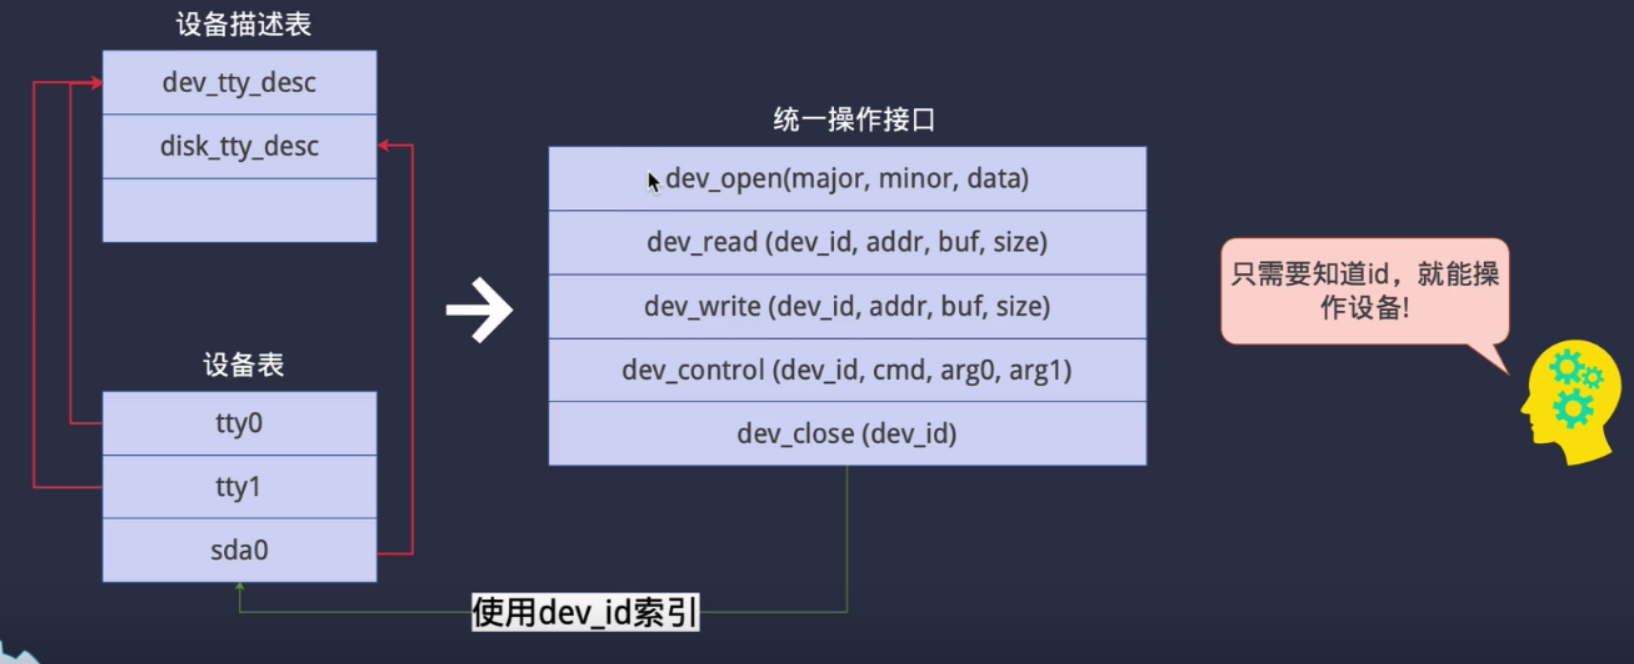 设备描述表
dev_tty_desc
disk_tty_desc
设备表
tty0
tty1
sda0
统一操作接口
dev_open(major, minor, data)
dev_read (dev_id, addr, buf, size)
dev_write (dev_id, addr, buf, size)
dev_control (dev_id, cmd, arg0, arg1)
dev_close (dev_id)
使用dev_id索引
只需要知道id，就能操
作设备!